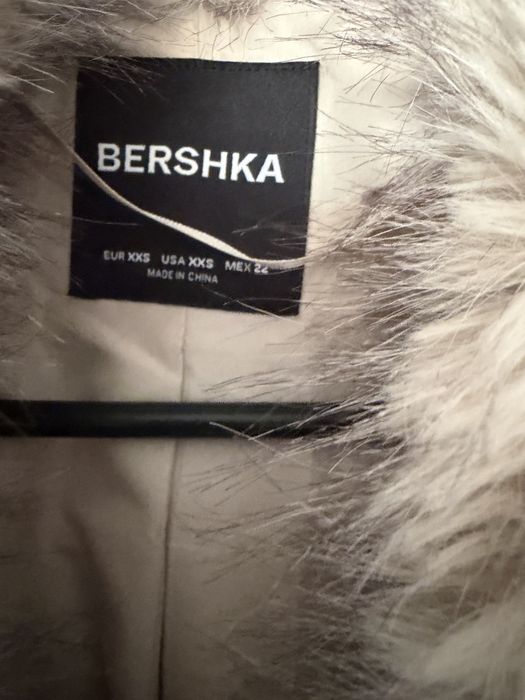 BERSHKA
EUR XXS USA XXS MEX 22
MADE IN CHINA